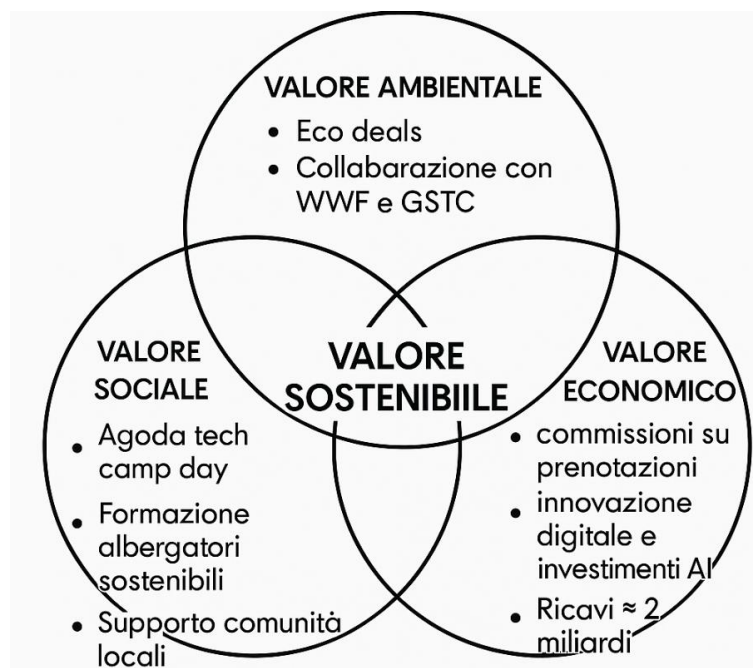 VALORE AMBIENTALE
• Eco deals
• Collabarazione con
WWF e GSTC
VALORE
SOCIALE
• Agoda tech
camp day
• Formazione
albergatori
sostenibili
• Supporto comunità
locali
VALORE
SOSTENIBIILE
VALORE
ECONOMICO
• commissioni su
prenotazioni
• innovazione
digitale e
investimenti AI
• Ricavi ≈ 2
miliardi